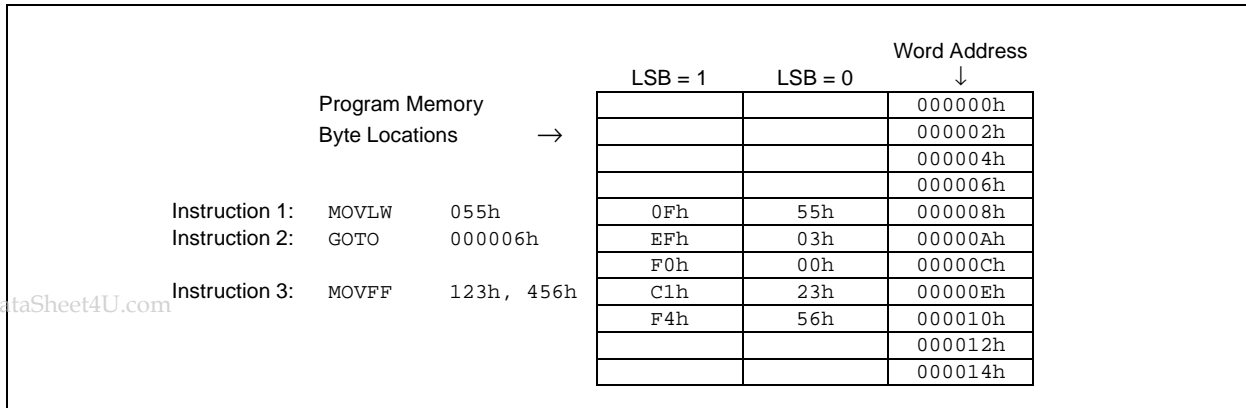 Word Address
LSB = 1 LSB = 0 ↓
Program Memory 000000h
Byte Locations → 000002h
000004h
000006h
Instruction 1: MOVLW 055h 0Fh 55h 000008h
Instruction 2: GOTO 000006h EFh 03h 00000Ah
F0h 00h 00000Ch
Instruction 3: MOVFF 123h, 456h C1h 23h 00000Eh
ataSheet4U.com
F4h 56h 000010h
000012h
000014h